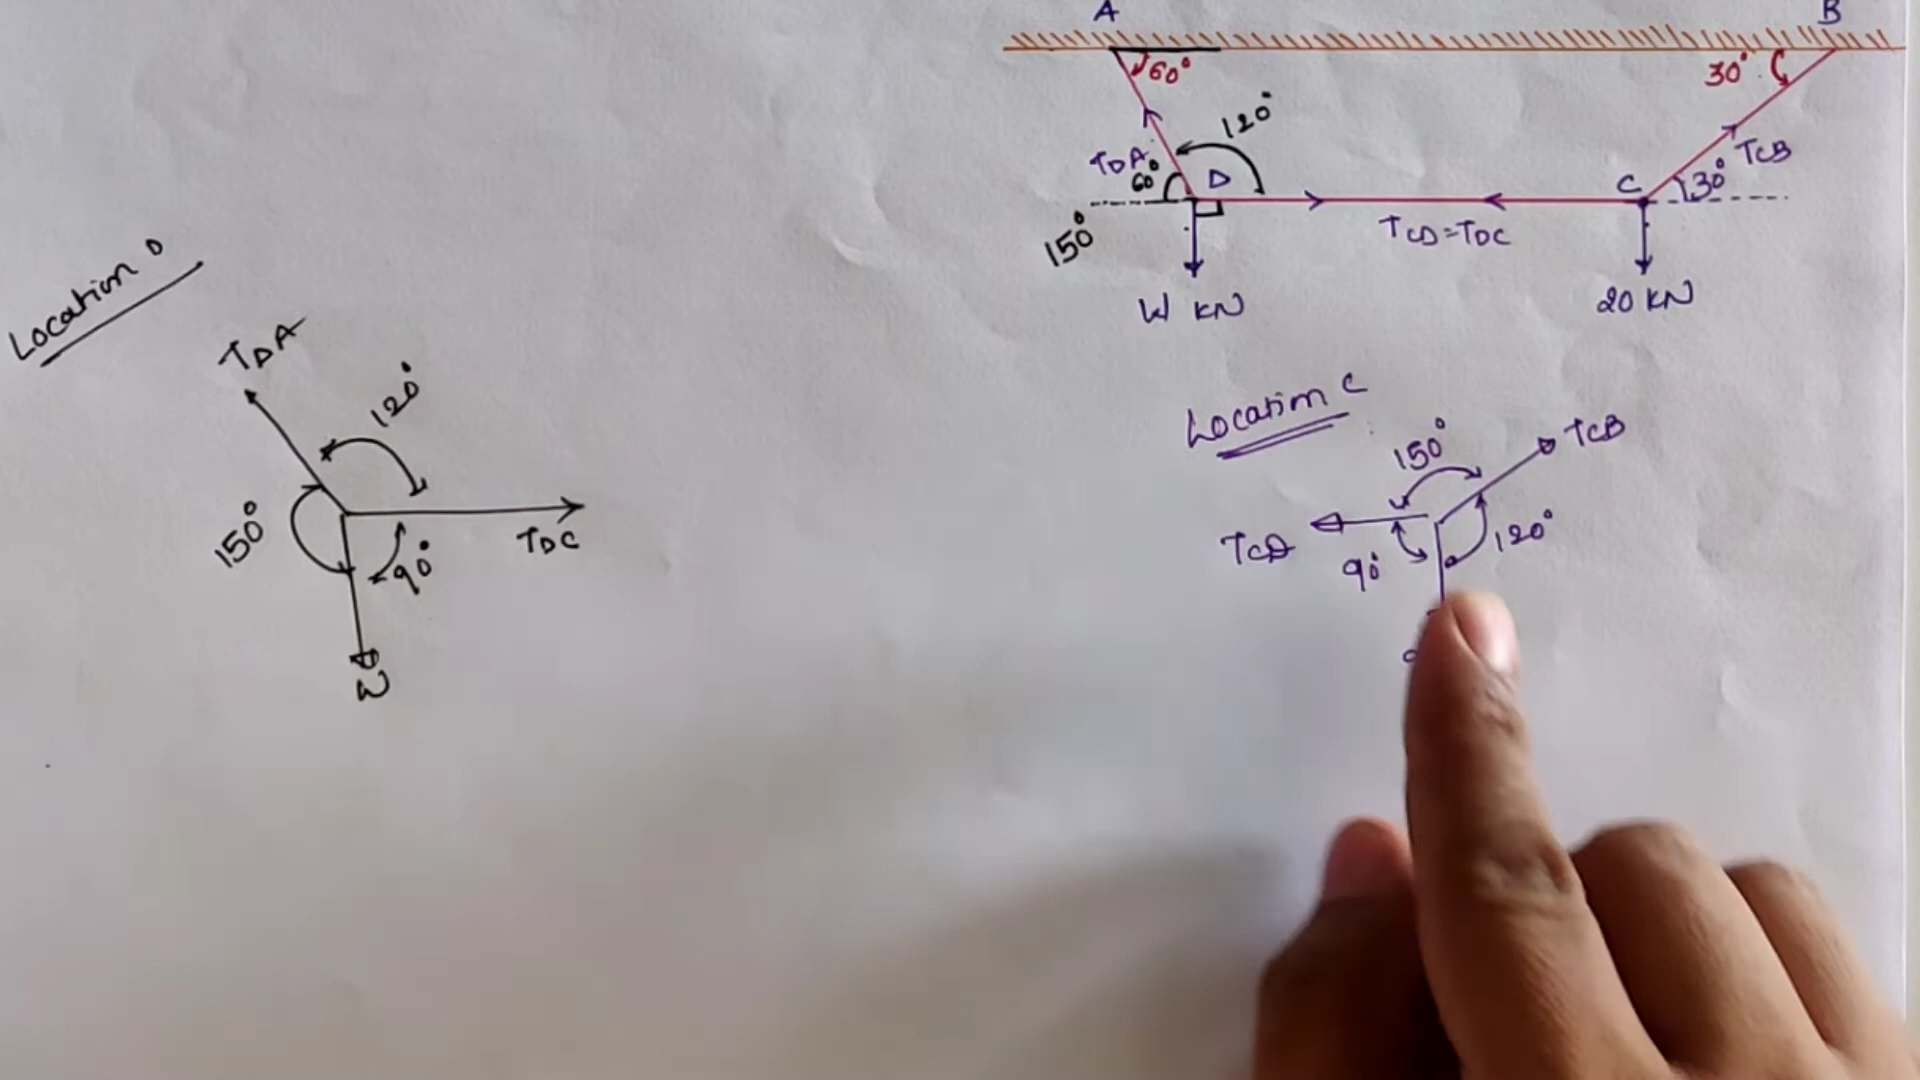 A B
60° 30°
120°
TDA 60° D C 30° TCB
150°
TCD=TDC
W KN 20 KN
Location D
TDA
120°
150°
90°
TDC
W
Location C
150°
TCB
TCD
90°
120°